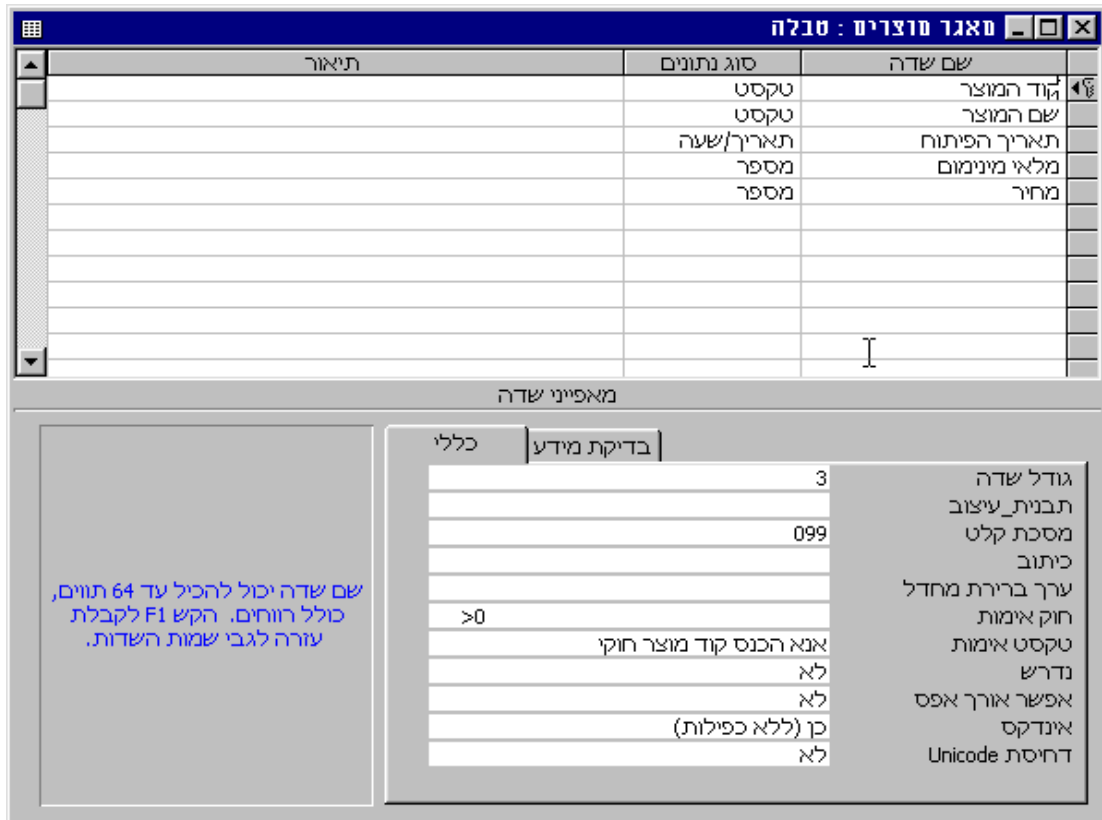 מאגר מוצרים : טבלה
שם שדה סוג נתונים תיאור
קוד המוצר טקסט
שם המוצר טקסט
תאריך הפיתוח תאריך/שעה
מלאי מינימום מספר
מחיר מספר
מאפייני שדה
כללי בדיקת מידע
גודל שדה 3
תבנית_עיצוב
מסכת קלט 099
כיתוב
ערך ברירת מחדל
חוק אימות >0
טקסט אימות אנא הכנס קוד מוצר חוקי
נדרש לא
אפשר אורך אפס לא
אינדקס כן (ללא כפילות)
דחיסת Unicode לא
שם שדה יכול להכיל עד 64 תווים,
כולל רווחים. הקש F1 לקבלת
עזרה לגבי שמות השדות.